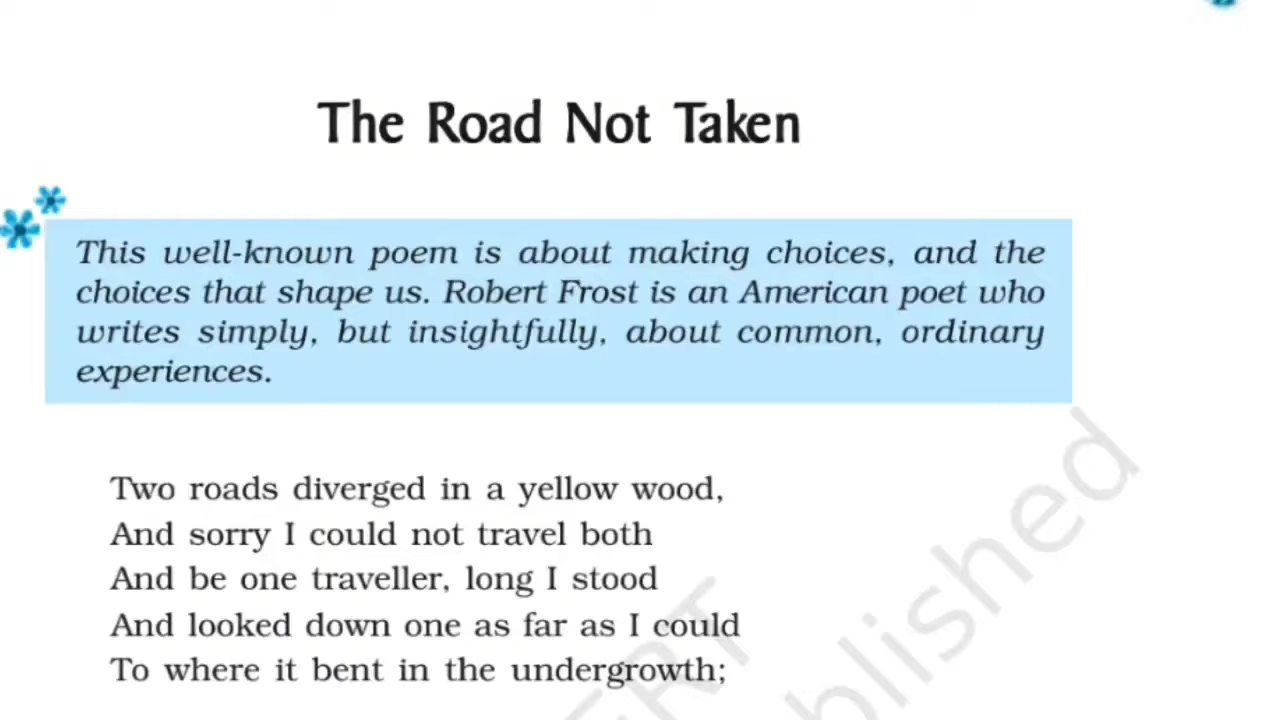 The Road Not Taken
This well-known poem is about making choices, and the
choices that shape us. Robert Frost is an American poet who
writes simply, but insightfully, about common, ordinary
experiences.
Two roads diverged in a yellow wood,
And sorry I could not travel both
And be one traveller, long I stood
And looked down one as far as I could
To where it bent in the undergrowth;